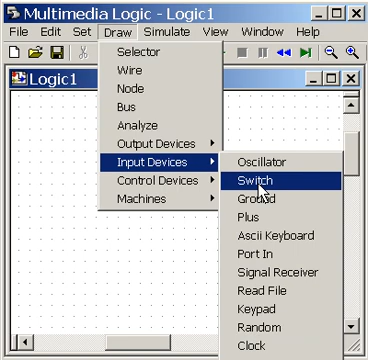 Multimedia Logic - Logic1
File Edit Set Draw Simulate View Window Help
Logic1
Selector
Wire
Node
Bus
Analyze
Output Devices
Input Devices
Control Devices
Machines
Oscillator
Switch
Ground
Plus
Ascii Keyboard
Port In
Signal Receiver
Read File
Keypad
Random
Clock